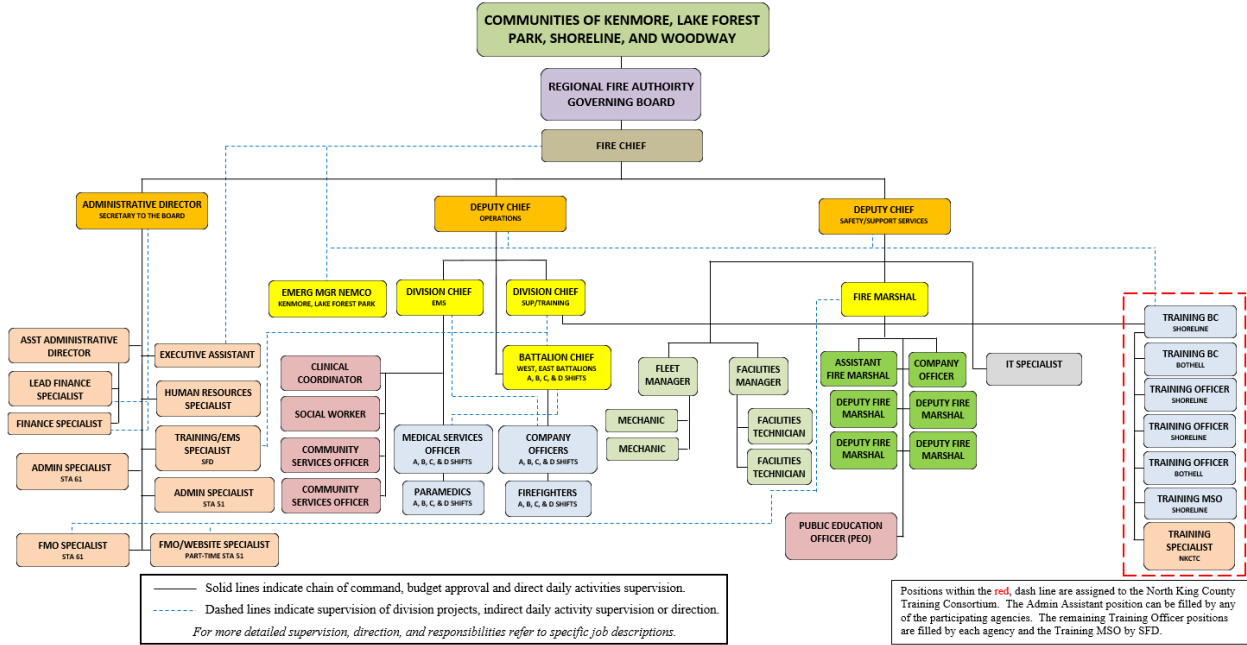 COMMUNITIES OF KENMORE, LAKE FOREST
PARK, SHORELINE, AND WOODWAY
REGIONAL FIRE AUTHOIRTY
GOVERNING BOARD
FIRE CHIEF
ADMINISTRATIVE DIRECTOR
SECRETARY TO THE BOARD
DEPUTY CHIEF
OPERATIONS
DEPUTY CHIEF
SAFETY/SUPPORT SERVICES
EMERG MGR NEMCO
KENMORE, LAKE FOREST PARK
DIVISION CHIEF
EMS
DIVISION CHIEF
SUP/TRAINING
FIRE MARSHAL
ASST ADMINISTRATIVE
DIRECTOR
EXECUTIVE ASSISTANT
LEAD FINANCE
SPECIALIST
HUMAN RESOURCES
SPECIALIST
FINANCE SPECIALIST
TRAINING/EMS
SPECIALIST
SFD
ADMIN SPECIALIST
STA 61
ADMIN SPECIALIST
STA 51
FMO SPECIALIST
STA 61
FMO/WEBSITE SPECIALIST
PART-TIME STA 51
CLINICAL
COORDINATOR
SOCIAL WORKER
COMMUNITY
SERVICES OFFICER
COMMUNITY
SERVICES OFFICER
BATTALION CHIEF
WEST, EAST BATTALIONS
A, B, C, & D SHIFTS
MEDICAL SERVICES
OFFICER
A, B, C, & D SHIFTS
COMPANY
OFFICERS
A, B, C, & D SHIFTS
PARAMEDICS
A, B, C, & D SHIFTS
FIREFIGHTERS
A, B, C, & D SHIFTS
FLEET
MANAGER
FACILITIES
MANAGER
MECHANIC
MECHANIC
FACILITIES
TECHNICIAN
FACILITIES
TECHNICIAN
ASSISTANT
FIRE MARSHAL
COMPANY
OFFICER
DEPUTY FIRE
MARSHAL
DEPUTY FIRE
MARSHAL
DEPUTY FIRE
MARSHAL
DEPUTY FIRE
MARSHAL
PUBLIC EDUCATION
OFFICER (PEO)
IT SPECIALIST
TRAINING BC
SHORELINE
TRAINING BC
BOTHELL
TRAINING OFFICER
SHORELINE
TRAINING OFFICER
SHORELINE
TRAINING OFFICER
BOTHELL
TRAINING MSO
SHORELINE
TRAINING
SPECIALIST
NKCTC
Solid lines indicate chain of command, budget approval and direct daily activities supervision.
Dashed lines indicate supervision of division projects, indirect daily activity supervision or direction.
For more detailed supervision, direction, and responsibilities refer to specific job descriptions.
Positions within the red, dash line are assigned to the North King County
Training Consortium. The Admin Assistant position can be filled by any
of the participating agencies. The remaining Training Officer positions
are filled by each agency and the Training MSO by SFD.